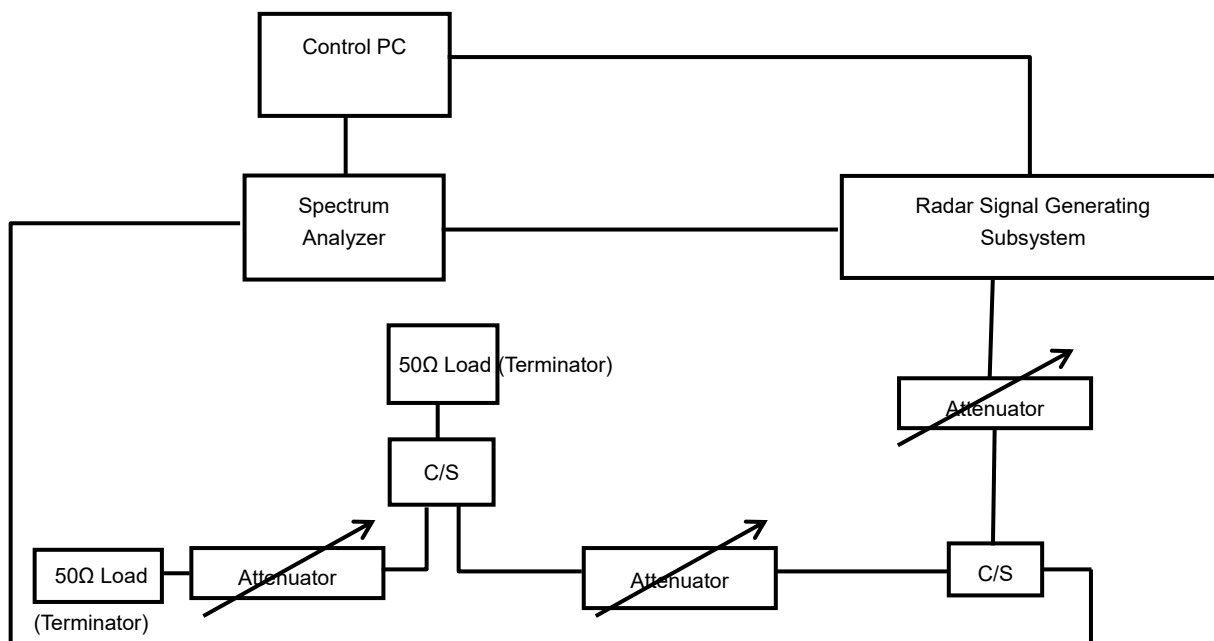 Control PC
Spectrum
Analyzer
Radar Signal Generating
Subsystem
50Ω Load (Terminator)
Attenuator
C/S
50Ω Load
(Terminator)
Attenuator
Attenuator
C/S